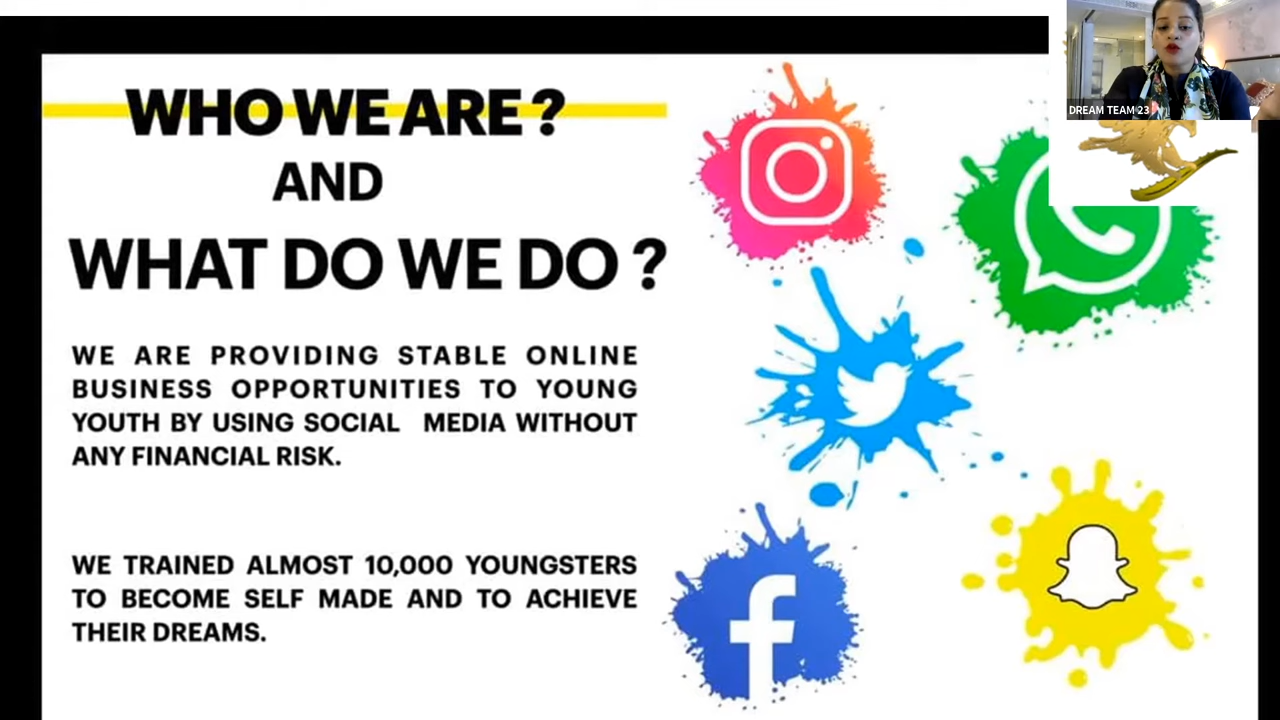 WHO WE ARE ?
AND
WHAT DO WE DO ?
WE ARE PROVIDING STABLE ONLINE
BUSINESS OPPORTUNITIES TO YOUNG
YOUTH BY USING SOCIAL MEDIA WITHOUT
ANY FINANCIAL RISK.
WE TRAINED ALMOST 10,000 YOUNGSTERS
TO BECOME SELF MADE AND TO ACHIEVE
THEIR DREAMS.
DREAM TEAM 23